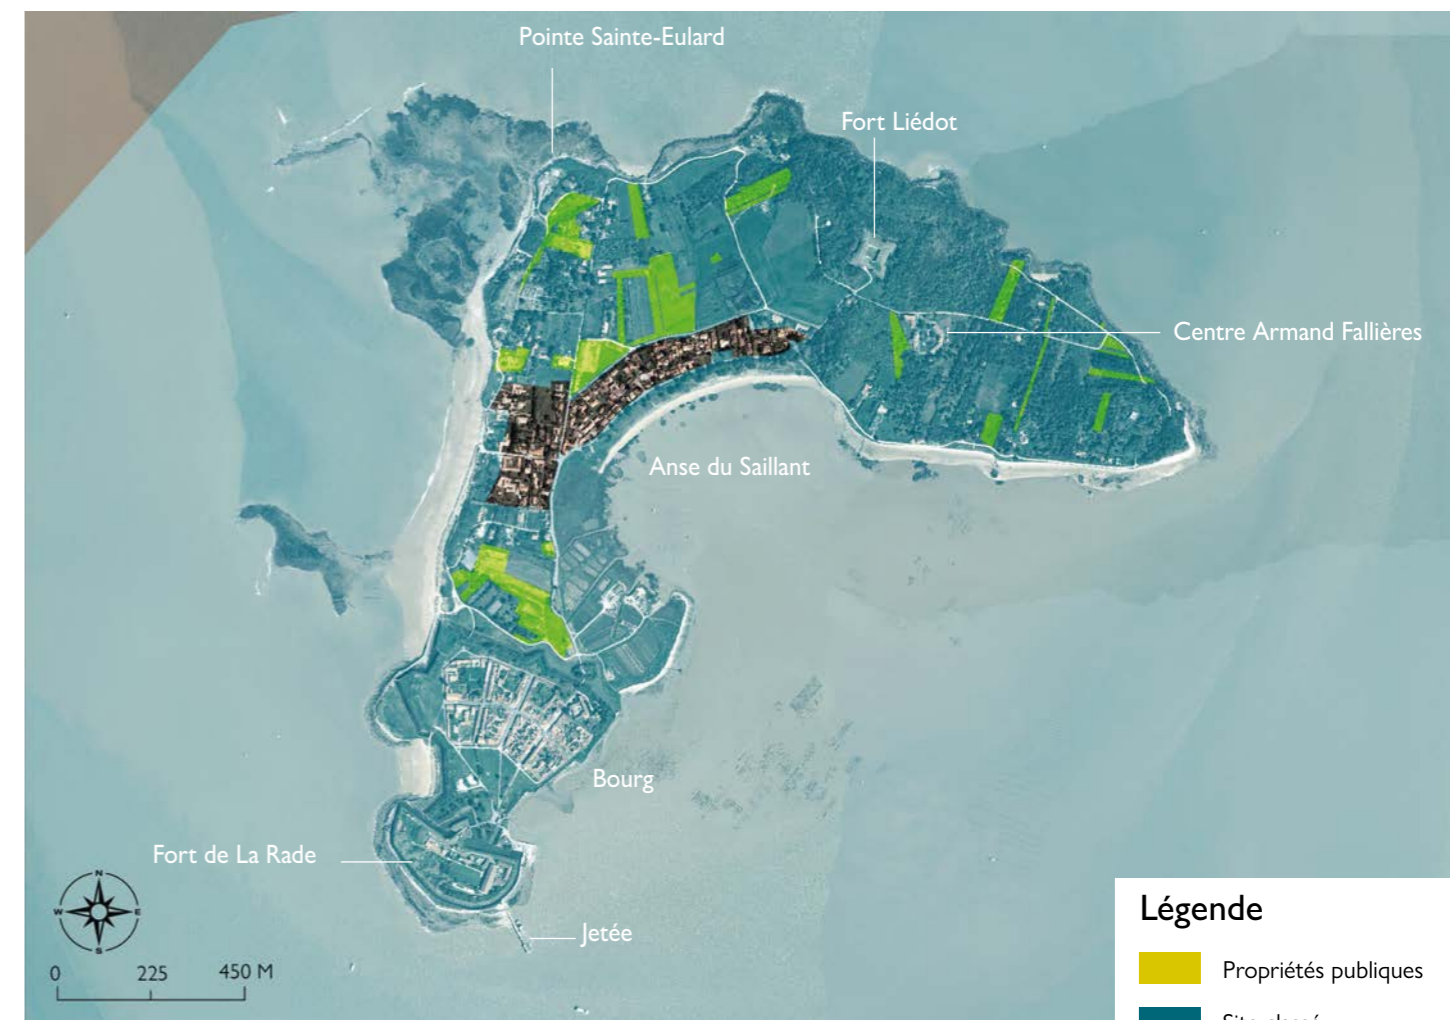 Pointe Sainte-Eulard
Fort Liédot
Centre Armand Fallières
Anse du Saillant
Bourg
Fort de La Rade
Jetée
N
W
E
S
0 225 450 M
Légende
Propriétés publiques